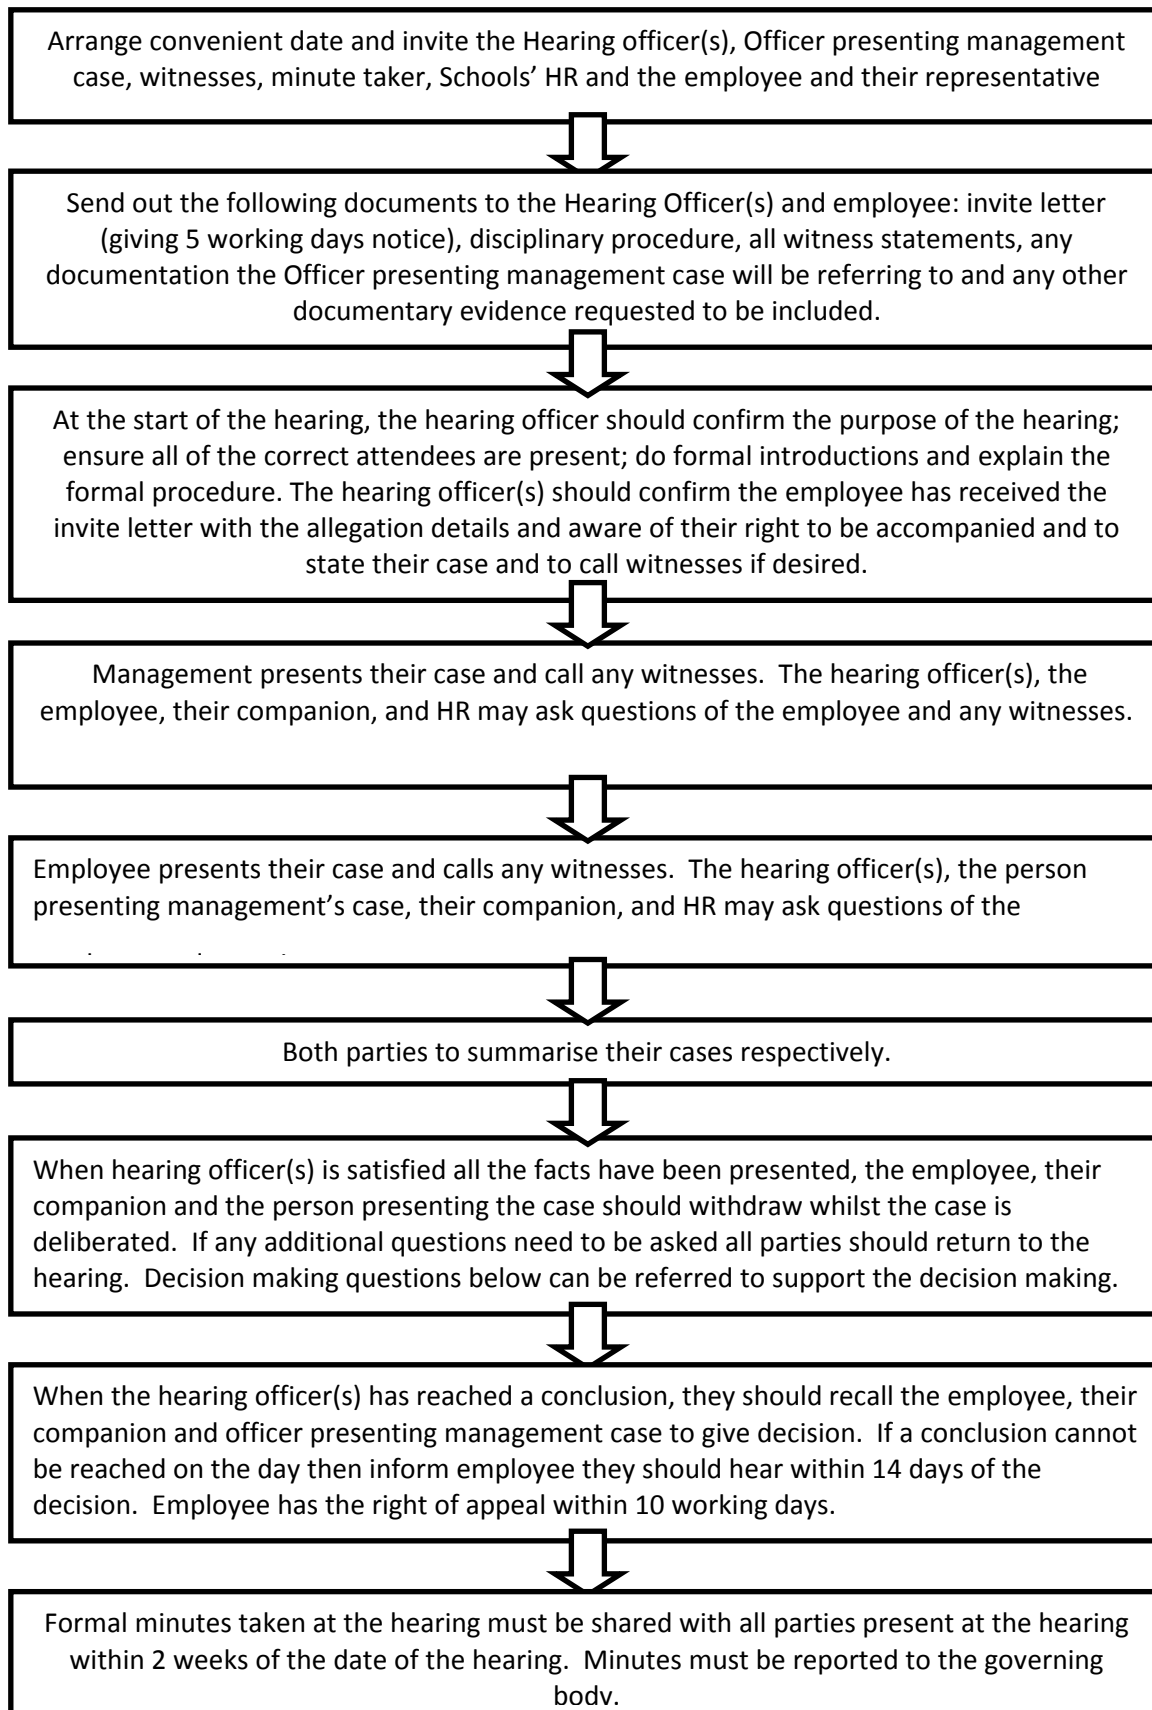 Arrange convenient date and invite the Hearing officer(s), Officer presenting management
case, witnesses, minute taker, Schools’ HR and the employee and their representative
Send out the following documents to the Hearing Officer(s) and employee: invite letter
(giving 5 working days notice), disciplinary procedure, all witness statements, any
documentation the Officer presenting management case will be referring to and any other
documentary evidence requested to be included.
At the start of the hearing, the hearing officer should confirm the purpose of the hearing;
ensure all of the correct attendees are present; do formal introductions and explain the
formal procedure. The hearing officer(s) should confirm the employee has received the
invite letter with the allegation details and aware of their right to be accompanied and to
state their case and to call witnesses if desired.
Management presents their case and call any witnesses. The hearing officer(s), the
employee, their companion, and HR may ask questions of the employee and any witnesses.
Employee presents their case and calls any witnesses. The hearing officer(s), the person
presenting management’s case, their companion, and HR may ask questions of the
Both parties to summarise their cases respectively.
When hearing officer(s) is satisfied all the facts have been presented, the employee, their
companion and the person presenting the case should withdraw whilst the case is
deliberated. If any additional questions need to be asked all parties should return to the
hearing. Decision making questions below can be referred to support the decision making.
When the hearing officer(s) has reached a conclusion, they should recall the employee, their
companion and officer presenting management case to give decision. If a conclusion cannot
be reached on the day then inform employee they should hear within 14 days of the
decision. Employee has the right of appeal within 10 working days.
Formal minutes taken at the hearing must be shared with all parties present at the hearing
within 2 weeks of the date of the hearing. Minutes must be reported to the governing
body.